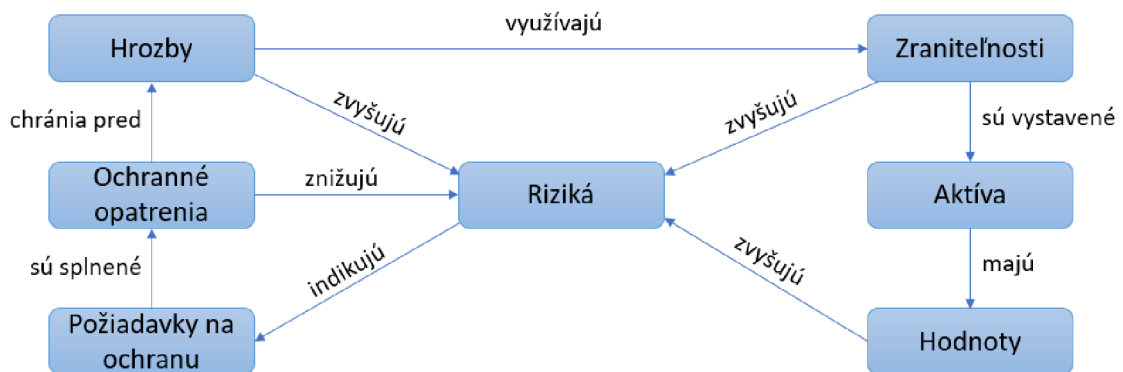 využívajú
Hrozby
Zraniteľnosti
zvyšujú
zvyšujú
chránia pred
sú vystavené
Ochranné
opatrenia
znižujú
Riziká
Aktíva
sú splnené
indikujú
zvyšujú
majú
Požiadavky na
ochranu
Hodnoty